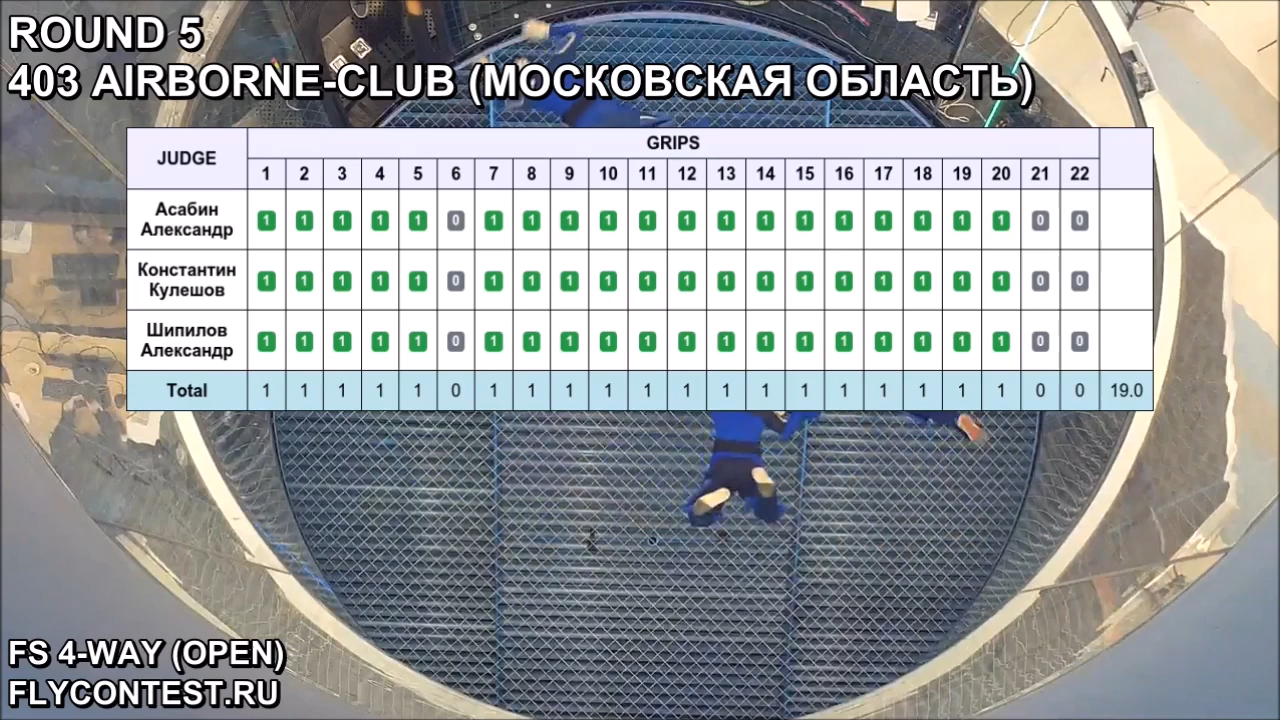 ROUND 5
403 AIRBORNE-CLUB (МОСКОВСКАЯ ОБЛАСТЬ)
JUDGE GRIPS
1 2 3 4 5 6 7 8 9 10 11 12 13 14 15 16 17 18 19 20 21 22
Асабин
Александр 1 1 1 1 1 0 1 1 1 1 1 1 1 1 1 1 1 1 1 1 0 0
Константин
Кулешов 1 1 1 1 1 0 1 1 1 1 1 1 1 1 1 1 1 1 1 1 0 0
Шипилов
Александр 1 1 1 1 1 0 1 1 1 1 1 1 1 1 1 1 1 1 1 1 0 0
Total 1 1 1 1 1 0 1 1 1 1 1 1 1 1 1 1 1 1 1 1 0 0 19.0
FS 4-WAY (OPEN)
FLYCONTEST.RU